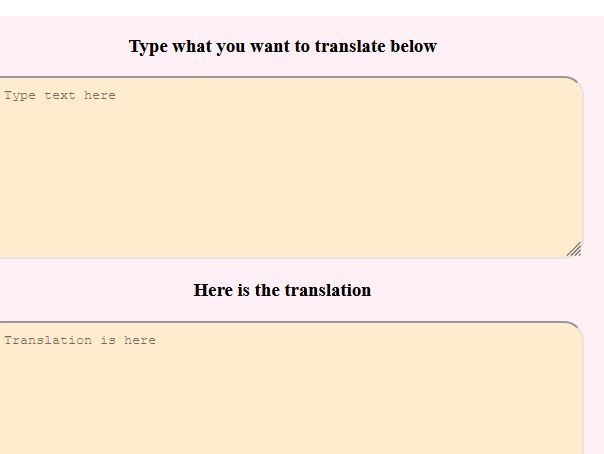 Type what you want to translate below
Type text here
Here is the translation
Translation is here